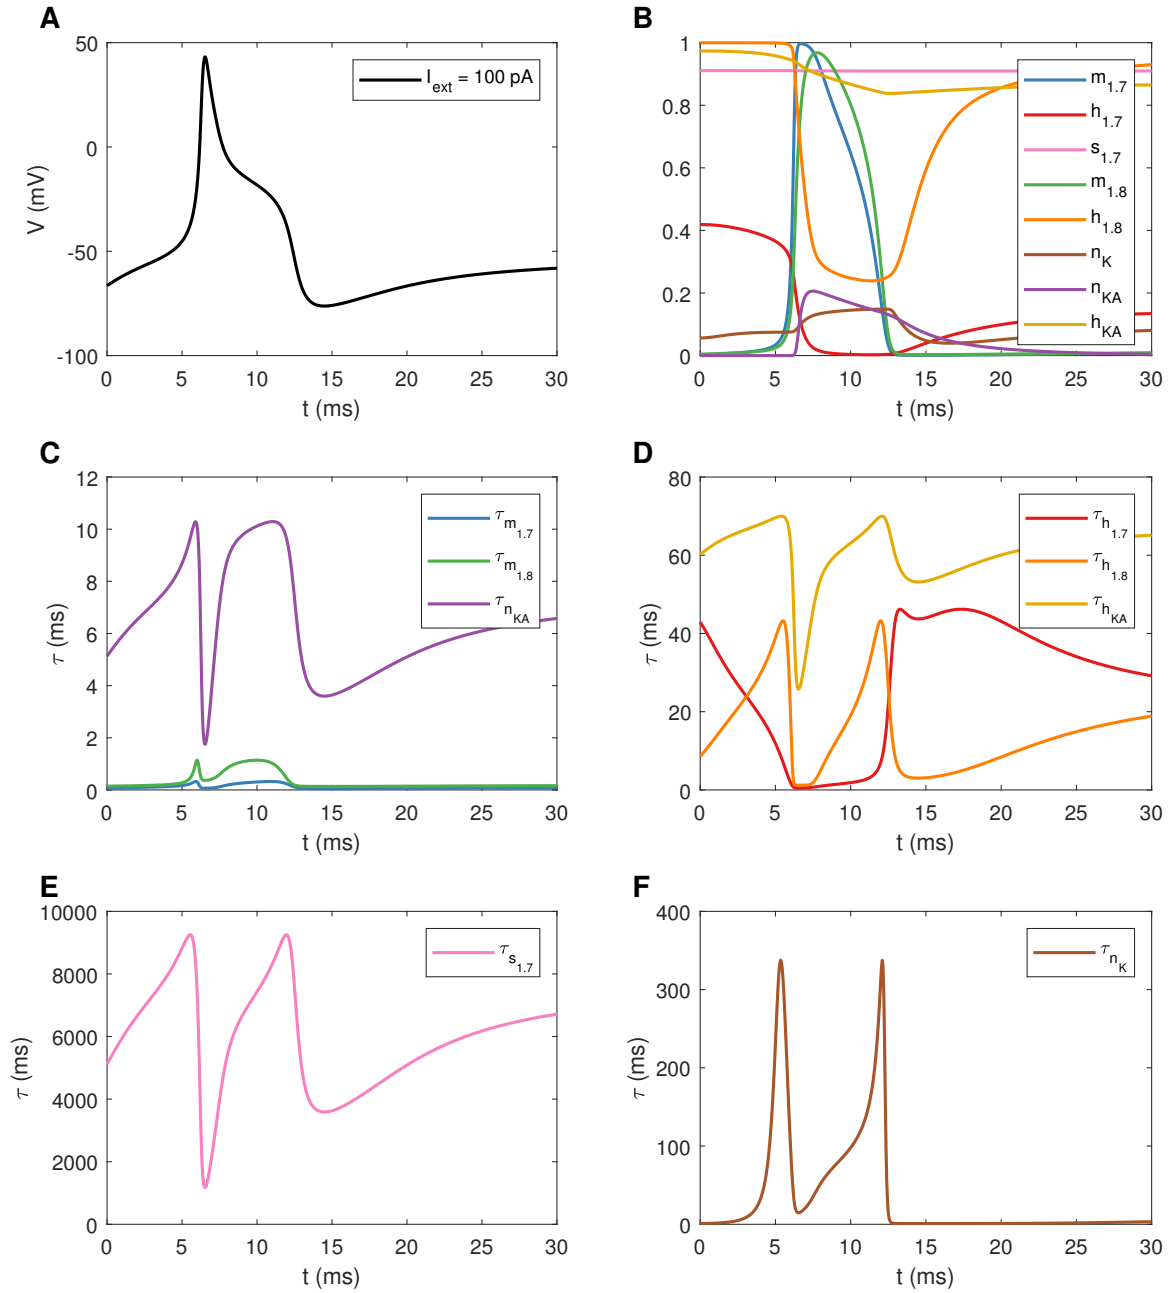 A
V (mV)
50
0
-50
-100
0 5 10 15 20 25 30
t (ms)
I_ext = 100 pA
B
1
0.8
0.6
0.4
0.2
0
0 5 10 15 20 25 30
t (ms)
m_1.7
h_1.7
s_1.7
m_1.8
h_1.8
n_K
n_KA
h_KA
C
τ (ms)
12
10
8
6
4
2
0
0 5 10 15 20 25 30
t (ms)
τ_m_1.7
τ_m_1.8
τ_n_KA
D
τ (ms)
80
60
40
20
0
0 5 10 15 20 25 30
t (ms)
τ_h_1.7
τ_h_1.8
τ_h_KA
E
τ (ms)
10000
8000
6000
4000
2000
0
0 5 10 15 20 25 30
t (ms)
τ_s_1.7
F
τ (ms)
400
300
200
100
0
0 5 10 15 20 25 30
t (ms)
τ_n_K